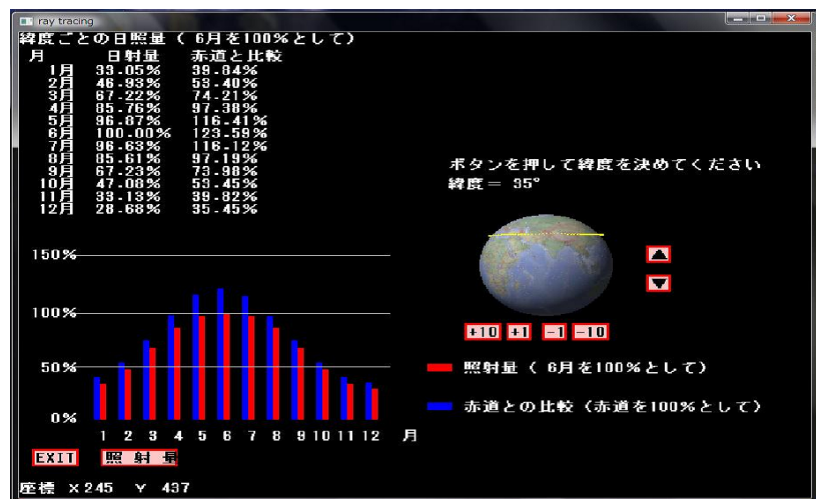 ray tracing
緯度ごとの日照量 ( 6月を100%として)
月 日射量 赤道と比較
1月 33.05% 39.84%
2月 46.93% 53.40%
3月 67.22% 74.21%
4月 85.76% 97.38%
5月 96.87% 116.41%
6月 100.00% 123.59%
7月 96.63% 116.12%
8月 85.61% 97.19%
9月 67.23% 73.98%
10月 47.08% 53.45%
11月 33.13% 39.82%
12月 28.68% 35.45%
ボタンを押して緯度を決めてください
緯度= 35°
▲
▼
+10 +1 -1 -10
150%
100%
50%
0%
1 2 3 4 5 6 7 8 9 10 11 12 月
照射量 ( 6月を100%として)
赤道との比較 (赤道を100%として)
EXIT 照 射 量
座標 X 245 Y 437